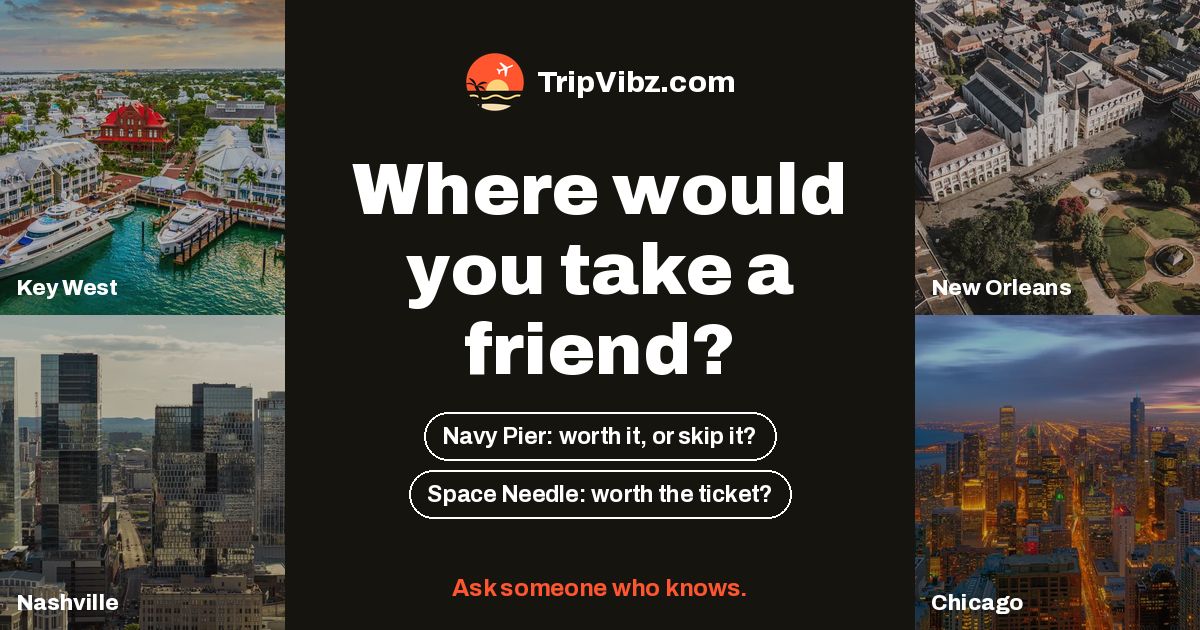 TripVibz.com
Where would
you take a
friend?
Navy Pier: worth it, or skip it?
Space Needle: worth the ticket?
Ask someone who knows.
Key West
Nashville
New Orleans
Chicago